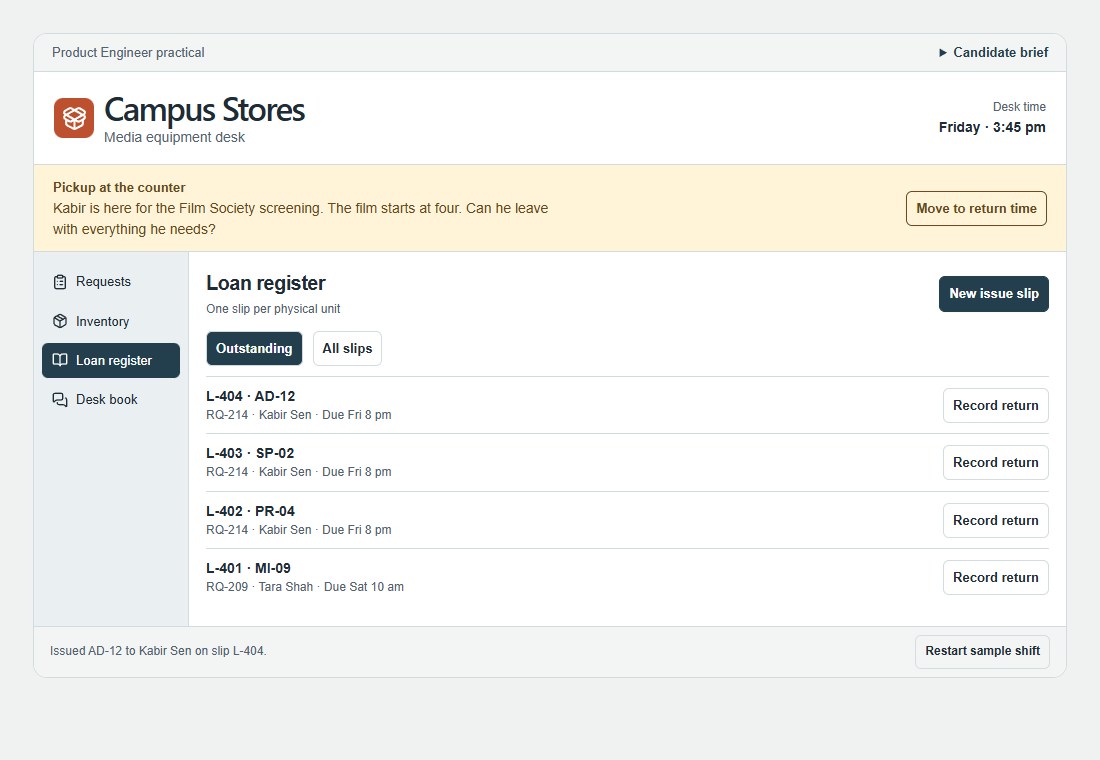 Product Engineer practical
▶ Candidate brief
Campus Stores
Media equipment desk
Desk time
Friday · 3:45 pm
Pickup at the counter
Kabir is here for the Film Society screening. The film starts at four. Can he leave
with everything he needs?
Move to return time
Requests
Inventory
Loan register
Desk book
Loan register
One slip per physical unit
New issue slip
Outstanding
All slips
L-404 · AD-12
RQ-214 · Kabir Sen · Due Fri 8 pm
Record return
L-403 · SP-02
RQ-214 · Kabir Sen · Due Fri 8 pm
Record return
L-402 · PR-04
RQ-214 · Kabir Sen · Due Fri 8 pm
Record return
L-401 · MI-09
RQ-209 · Tara Shah · Due Sat 10 am
Record return
Issued AD-12 to Kabir Sen on slip L-404.
Restart sample shift